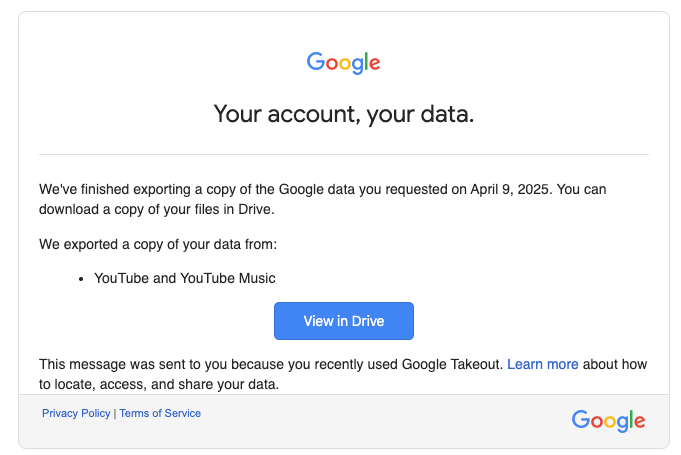 Google
Your account, your data.
We've finished exporting a copy of the Google data you requested on April 9, 2025. You can
download a copy of your files in Drive.
We exported a copy of your data from:
• YouTube and YouTube Music
View in Drive
This message was sent to you because you recently used Google Takeout. Learn more about how
to locate, access, and share your data.
Privacy Policy | Terms of Service
Google